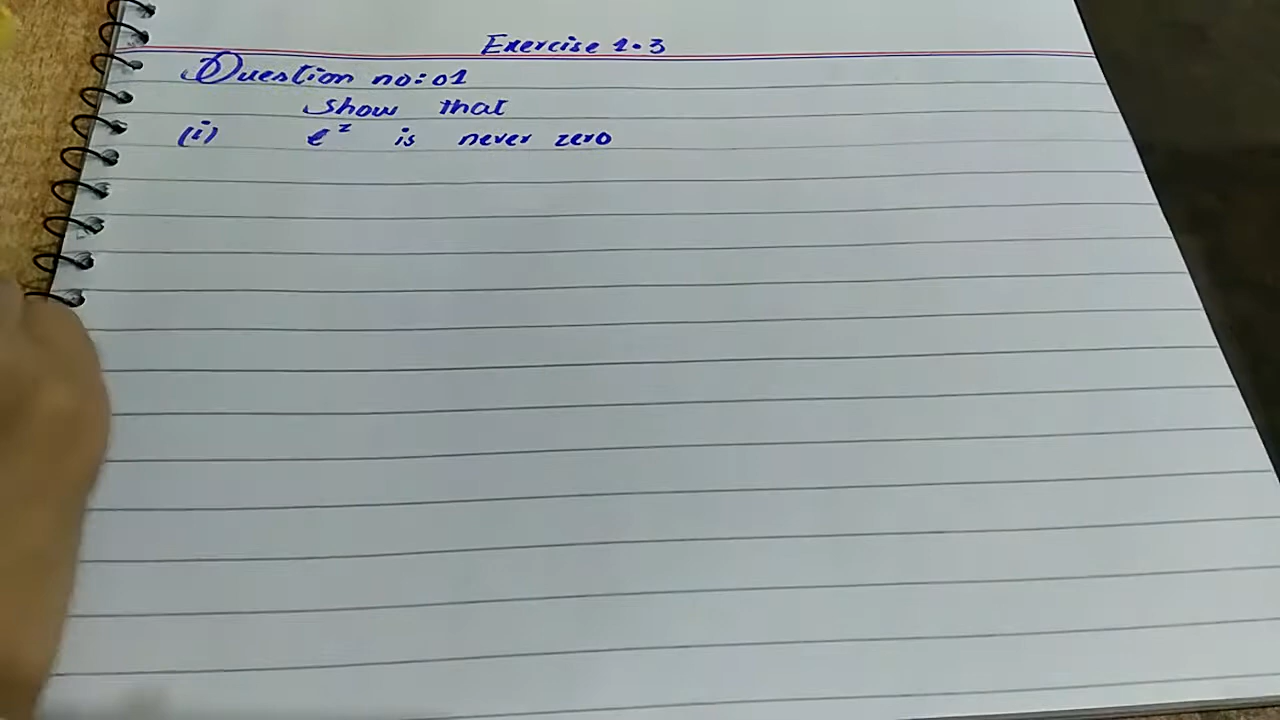 Exercise 1.3
Question no:01
Show that
(i) e^z is never zero